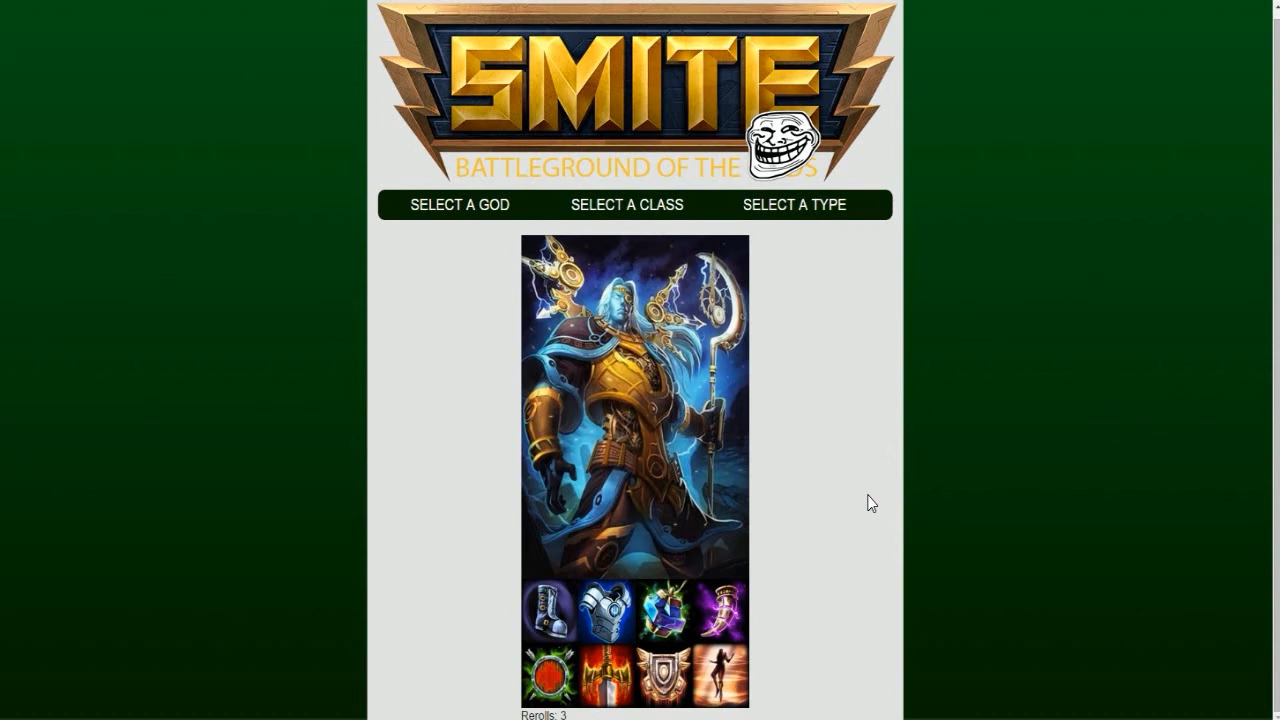 SMITE
BATTLEGROUND OF THE
SELECT A GOD SELECT A CLASS SELECT A TYPE
Rerolls: 3